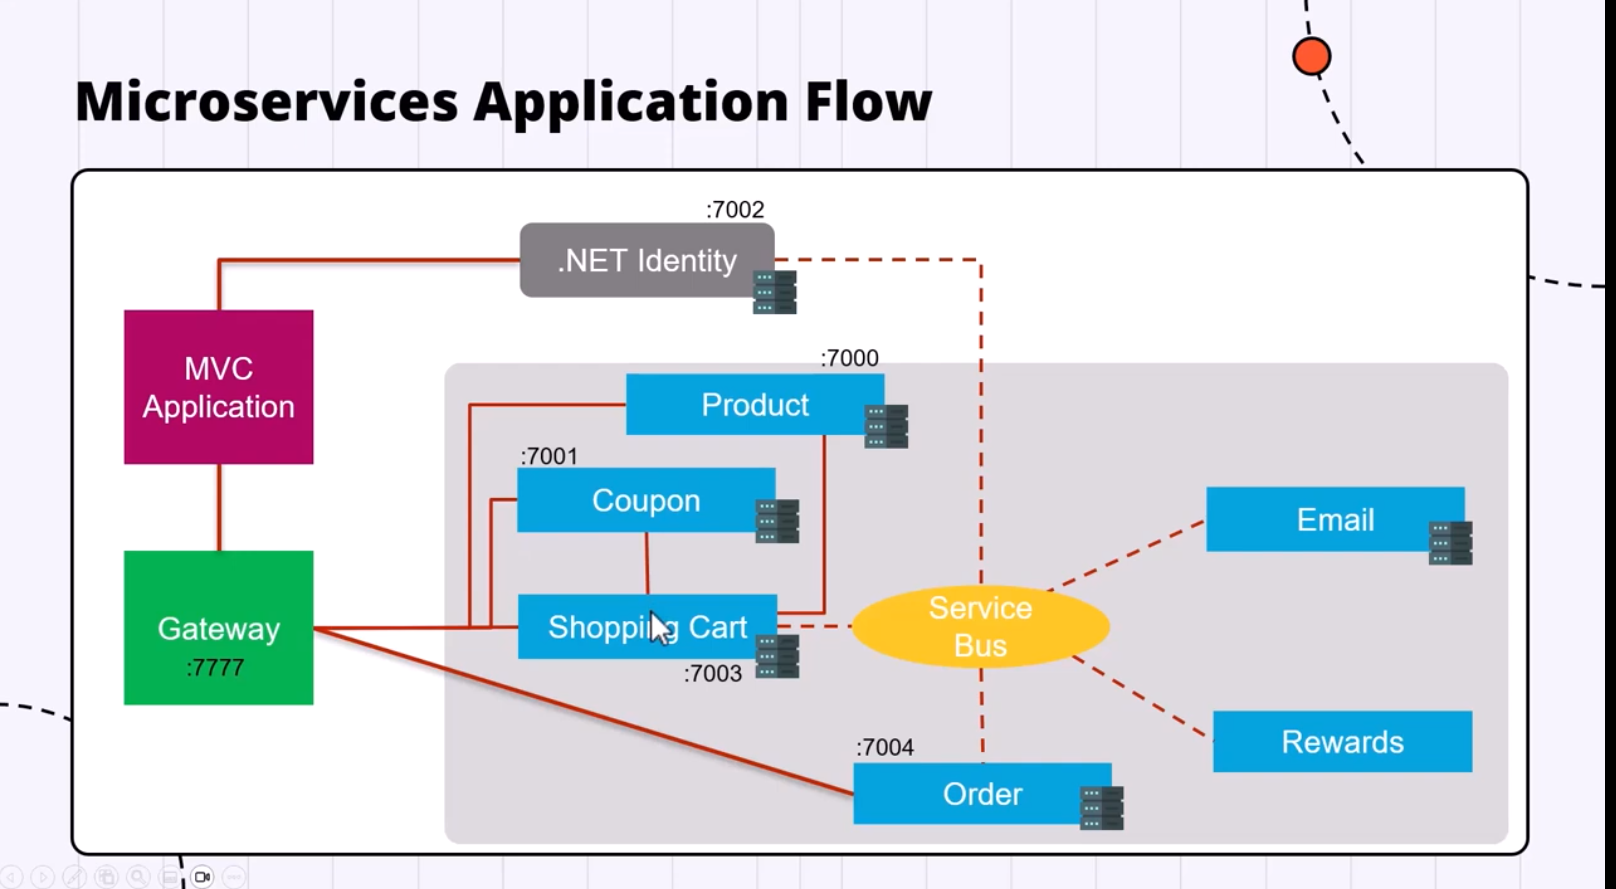 Microservices Application Flow
:7002
.NET Identity
MVC
Application
:7000
Product
:7001
Coupon
Email
Service
Bus
Gateway
:7777
Shopping Cart
:7003
Rewards
:7004
Order